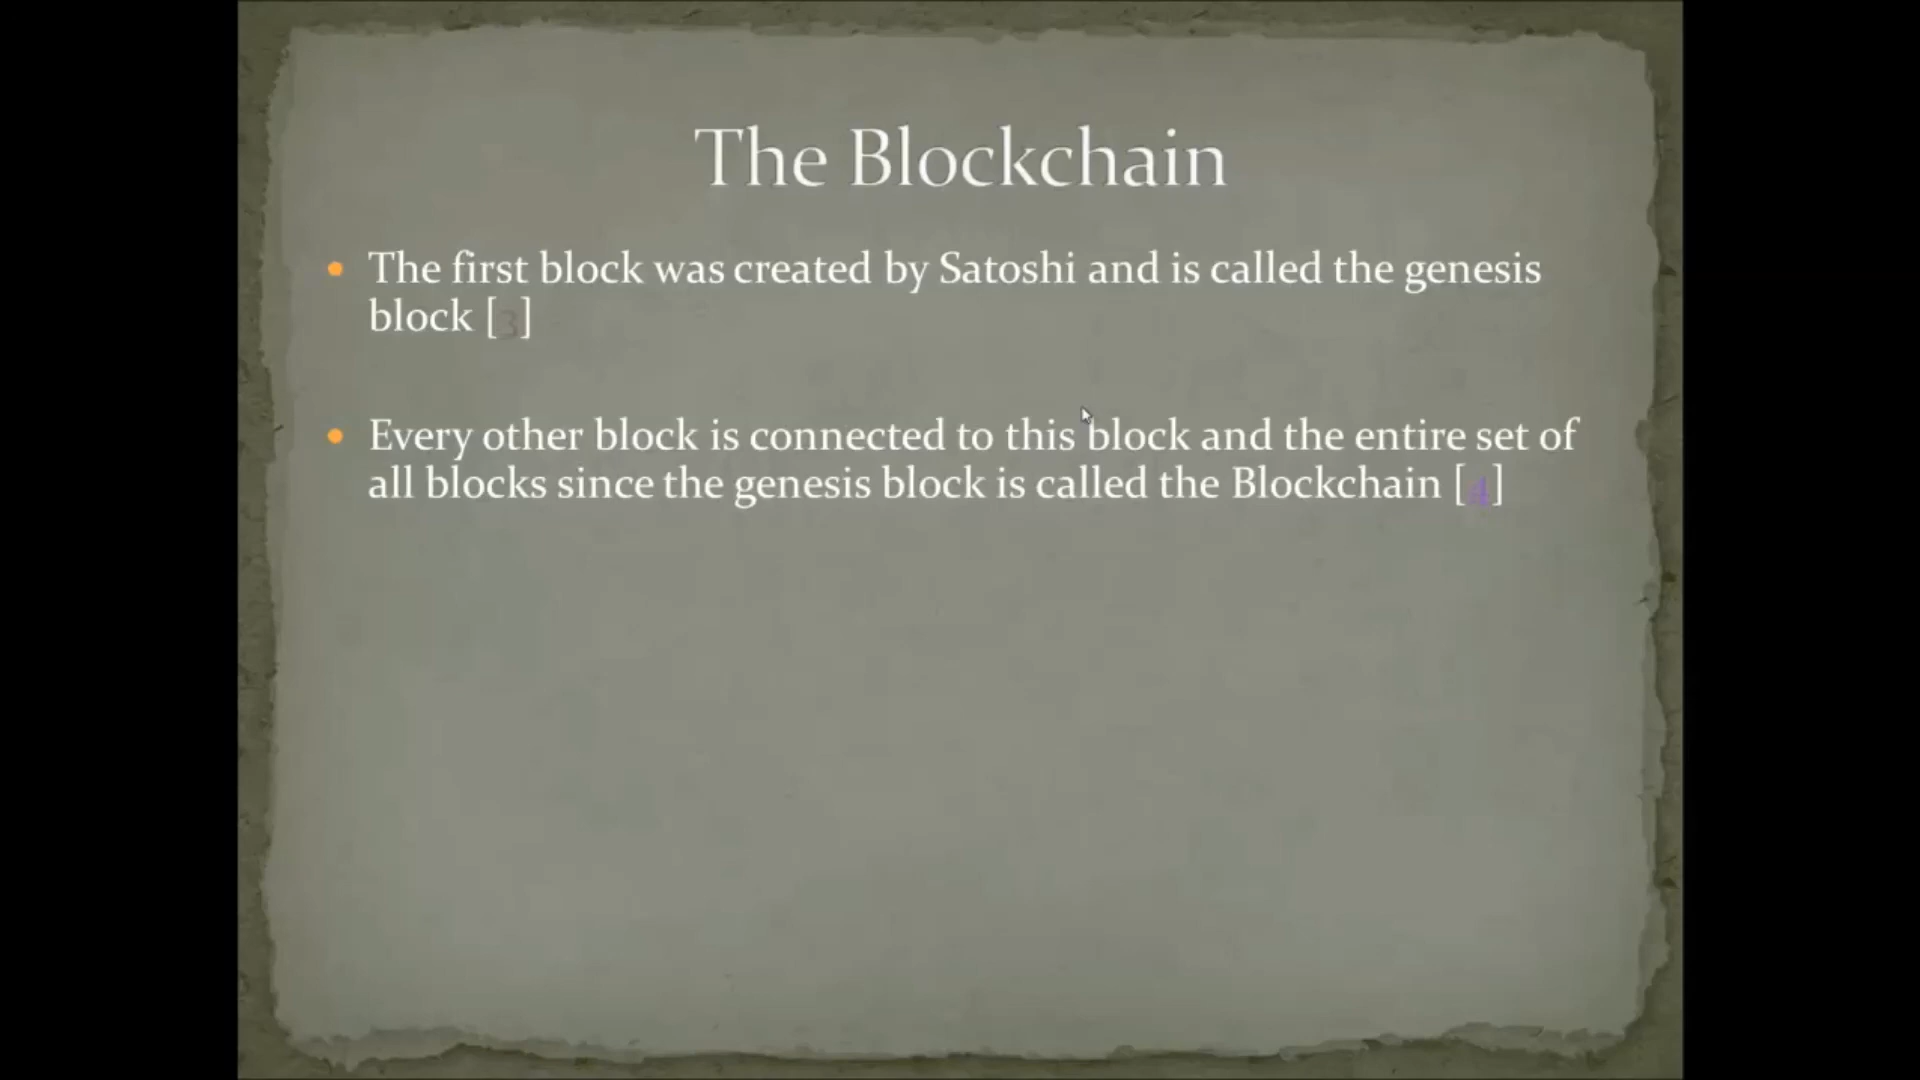 The Blockchain
The first block was created by Satoshi and is called the genesis
block [3]
Every other block is connected to this block and the entire set of
all blocks since the genesis block is called the Blockchain [4]